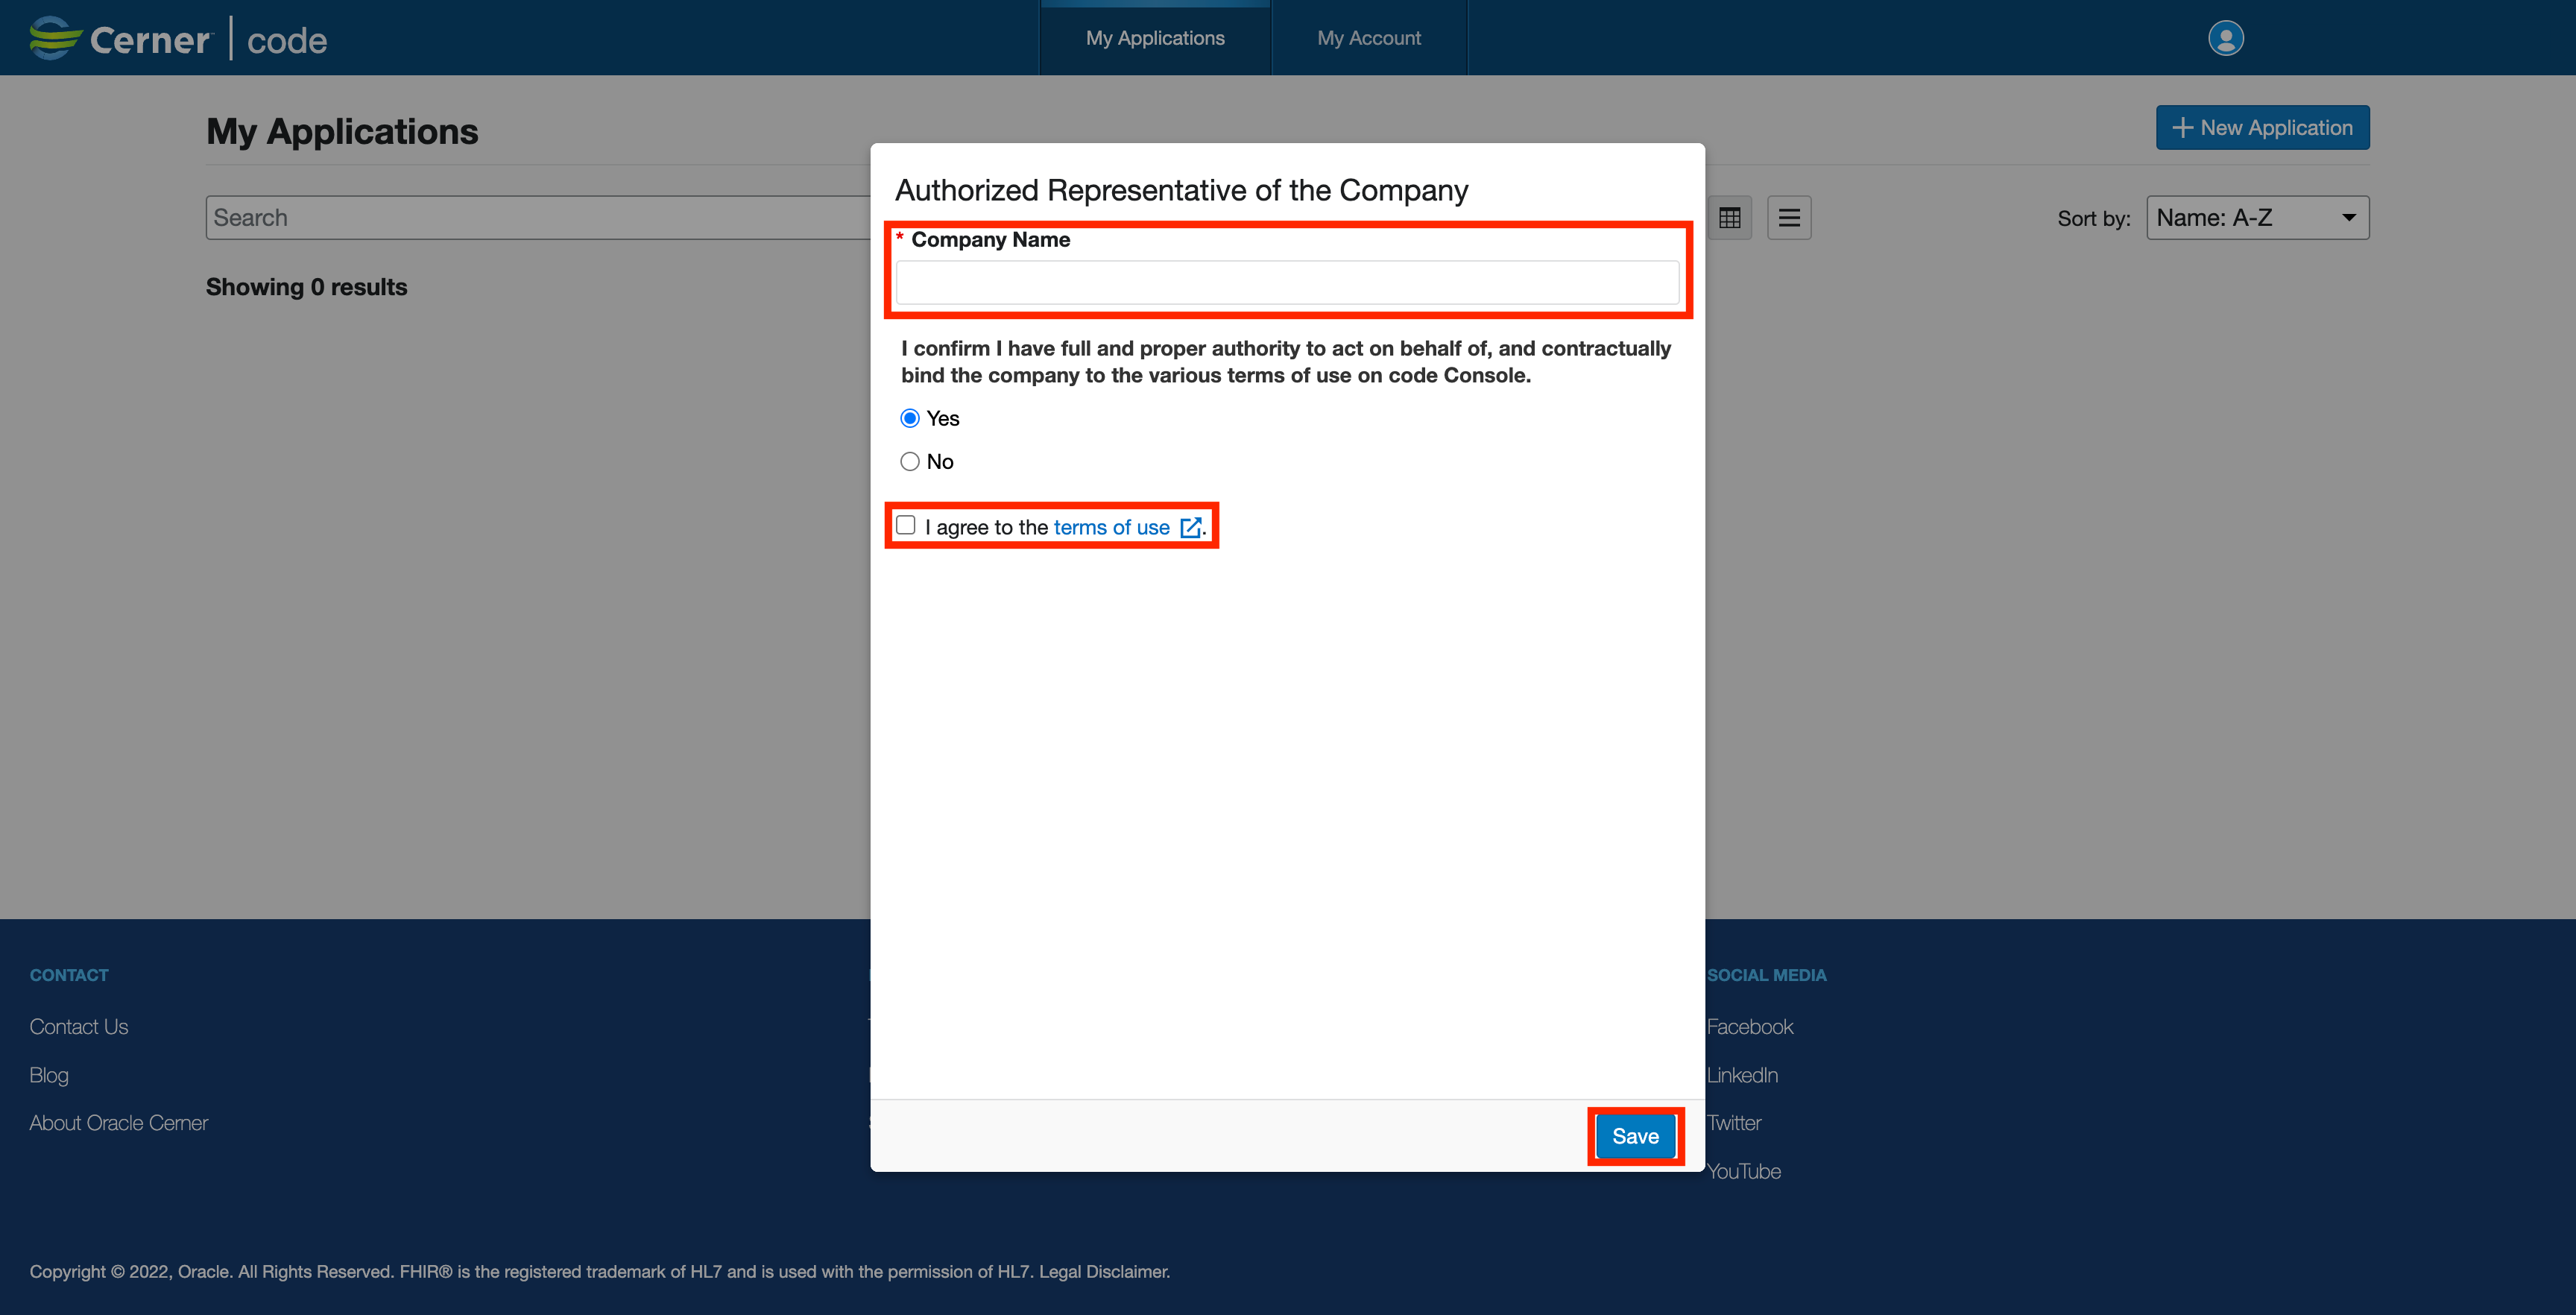 Cerner | code
My Applications
My Account
My Applications
+ New Application
Search
Sort by:
Name: A-Z
Showing 0 results
Authorized Representative of the Company
* Company Name
I confirm I have full and proper authority to act on behalf of, and contractually
bind the company to the various terms of use on code Console.
Yes
No
I agree to the terms of use .
Save
CONTACT
Contact Us
Blog
About Oracle Cerner
SOCIAL MEDIA
Facebook
LinkedIn
Twitter
YouTube
Copyright © 2022, Oracle. All Rights Reserved. FHIR® is the registered trademark of HL7 and is used with the permission of HL7. Legal Disclaimer.